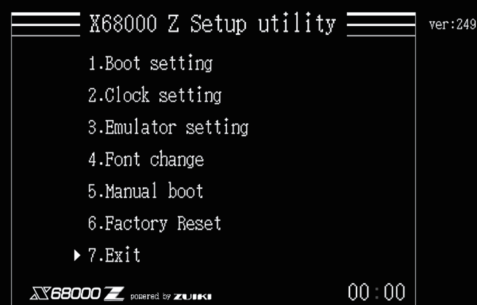 X68000 Z Setup utility
ver:249
1.Boot setting
2.Clock setting
3.Emulator setting
4.Font change
5.Manual boot
6.Factory Reset
7.Exit
X68000 Z powered by ZUIKI
00:00